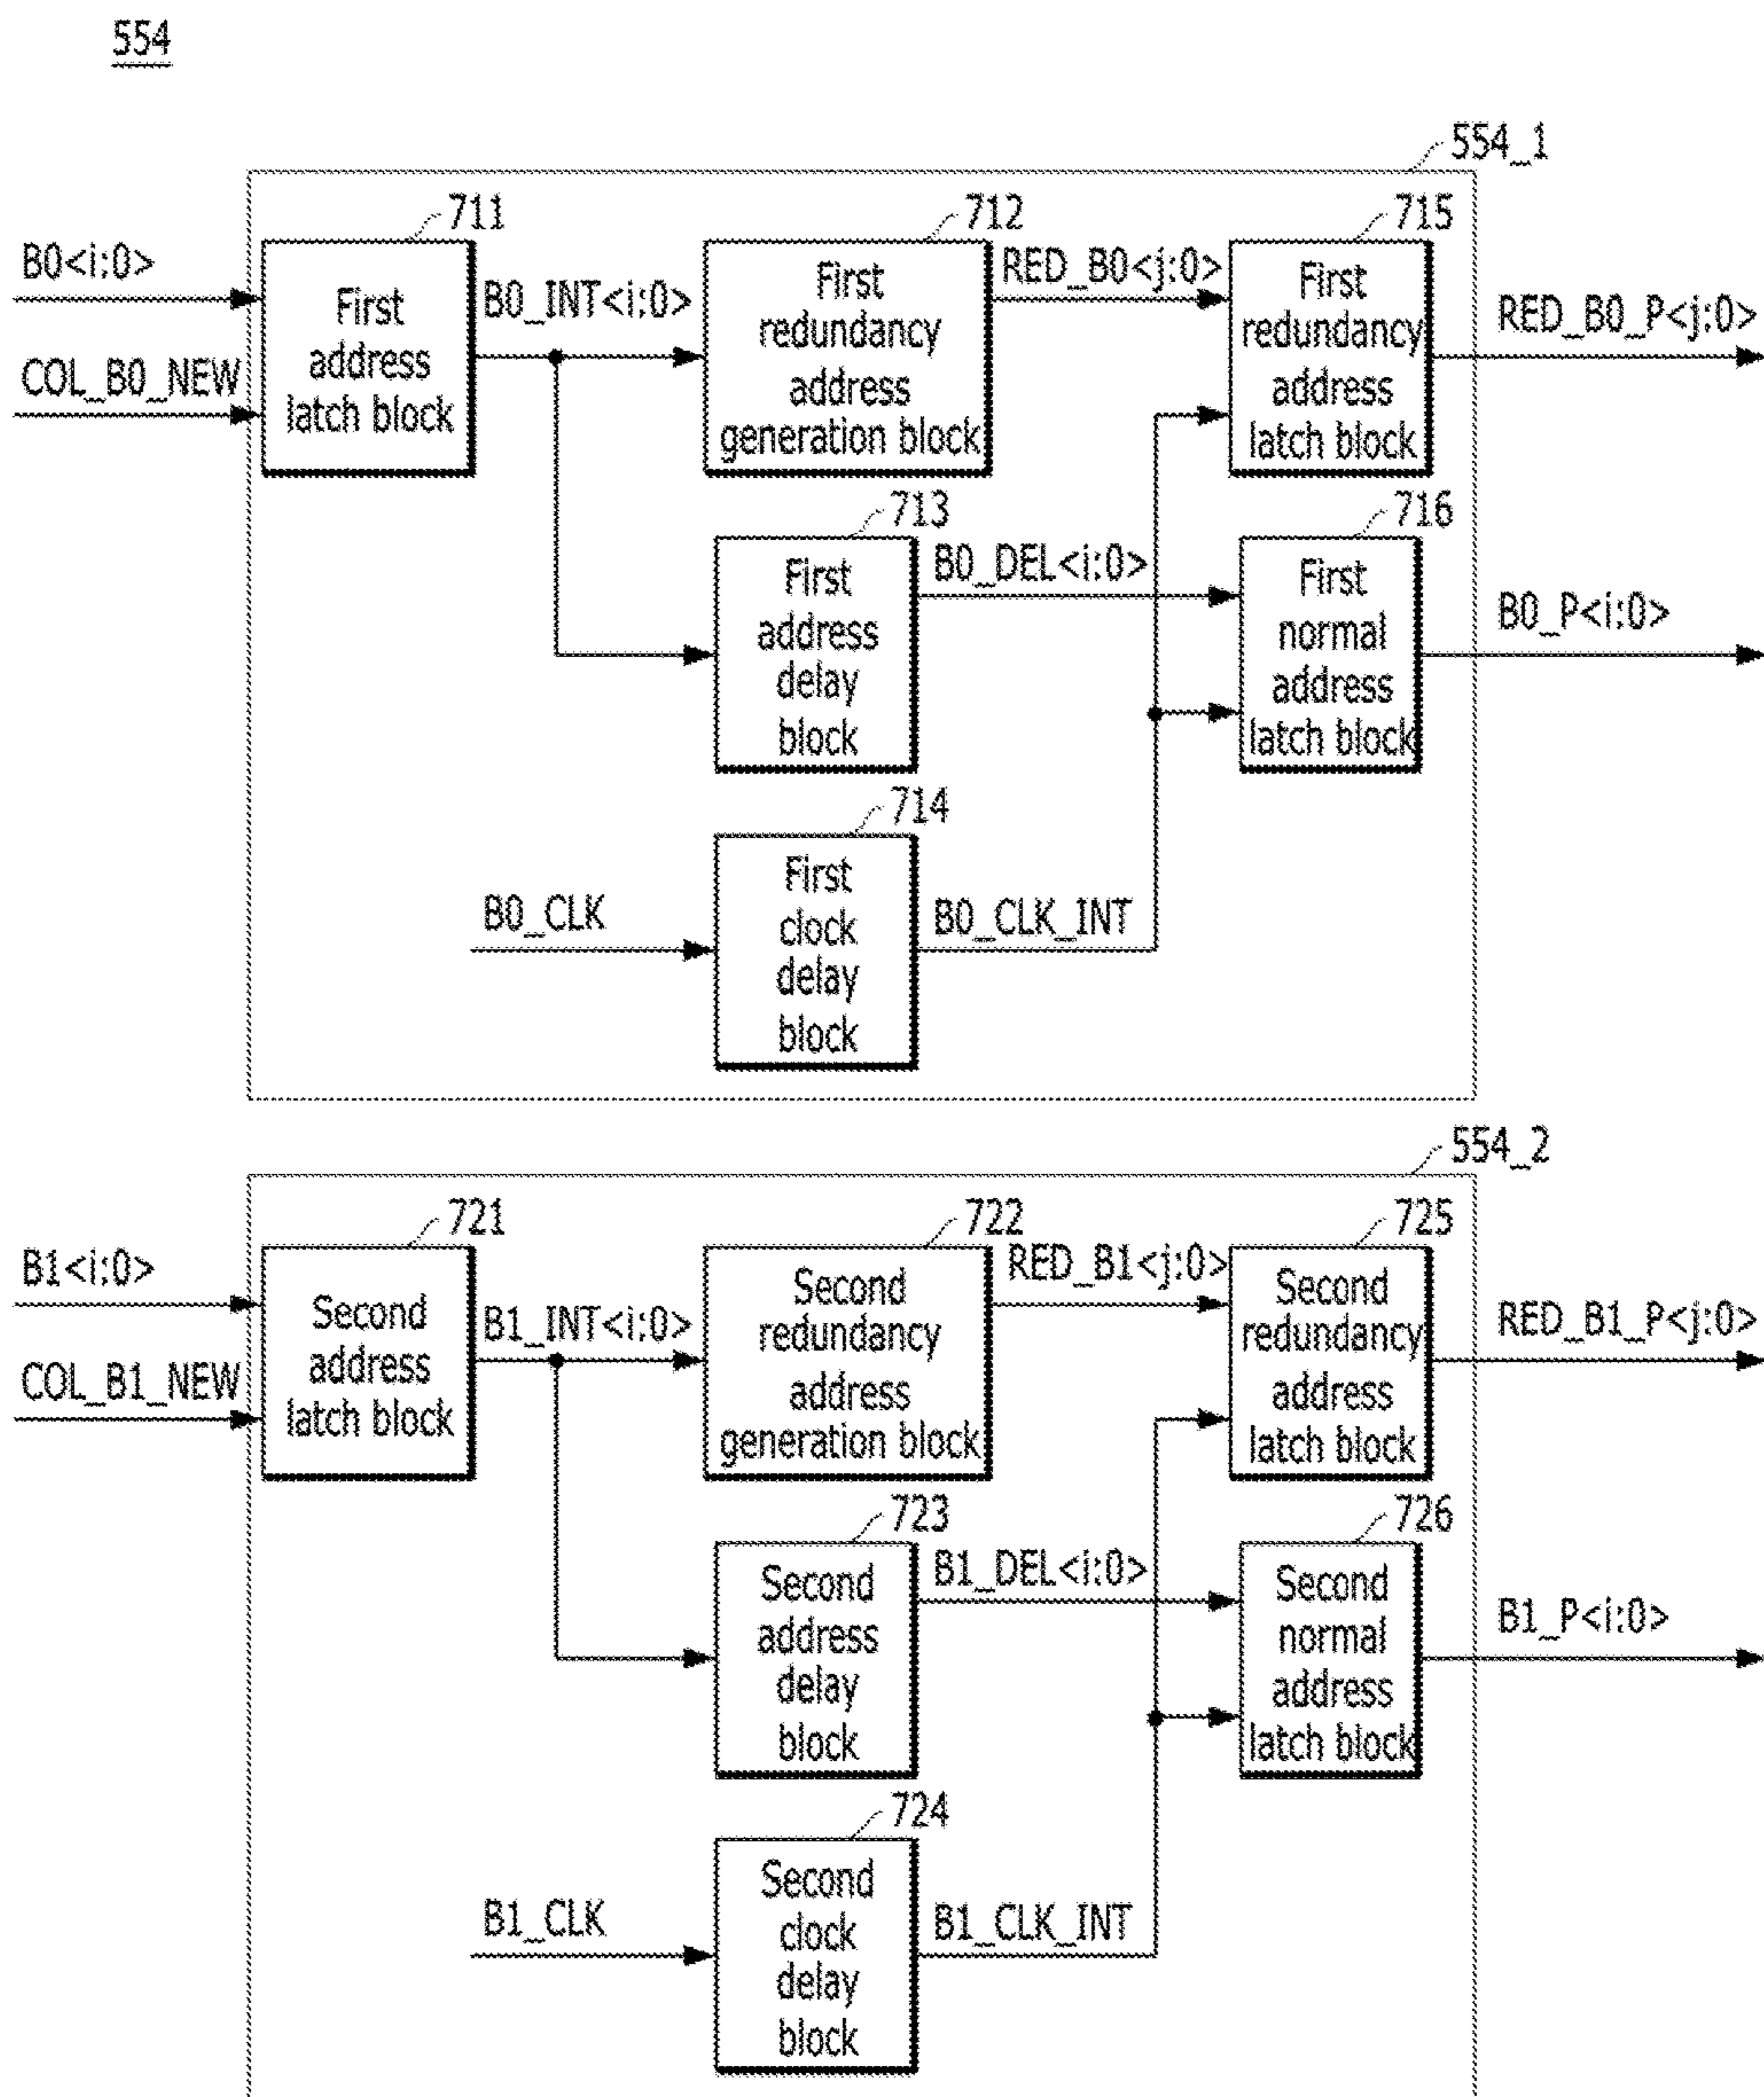 554
554_1
711
712
715
B0<i:0>
COL_B0_NEW
First
address
latch block
B0_INT<i:0>
First
redundancy
address
generation block
RED_B0<j:0>
First
redundancy
address
latch block
RED_B0_P<j:0>
713
716
First
address
delay
block
B0_DEL<i:0>
First
normal
address
latch block
B0_P<i:0>
714
B0_CLK
First
clock
delay
block
B0_CLK_INT
554_2
721
722
725
B1<i:0>
COL_B1_NEW
Second
address
latch block
B1_INT<i:0>
Second
redundancy
address
generation block
RED_B1<j:0>
Second
redundancy
address
latch block
RED_B1_P<j:0>
723
726
Second
address
delay
block
B1_DEL<i:0>
Second
normal
address
latch block
B1_P<i:0>
724
B1_CLK
Second
clock
delay
block
B1_CLK_INT